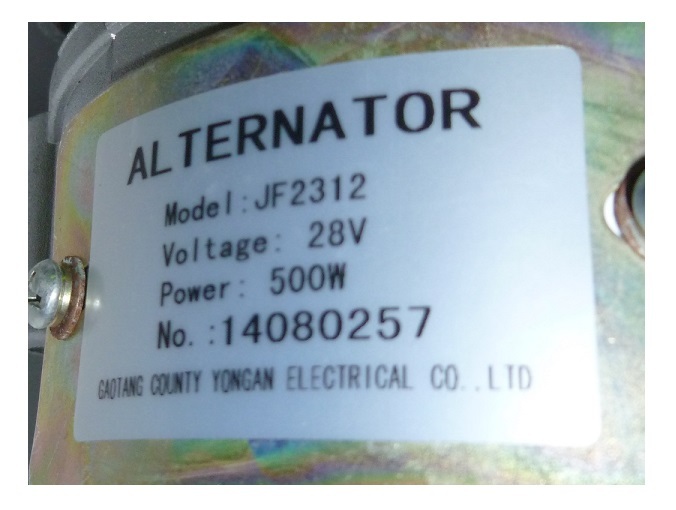 ALTERNATOR
Model:JF2312
Voltage: 28V
Power: 500W
No.:14080257
GAOTANG COUNTY YONGAN ELECTRICAL CO.,LTD